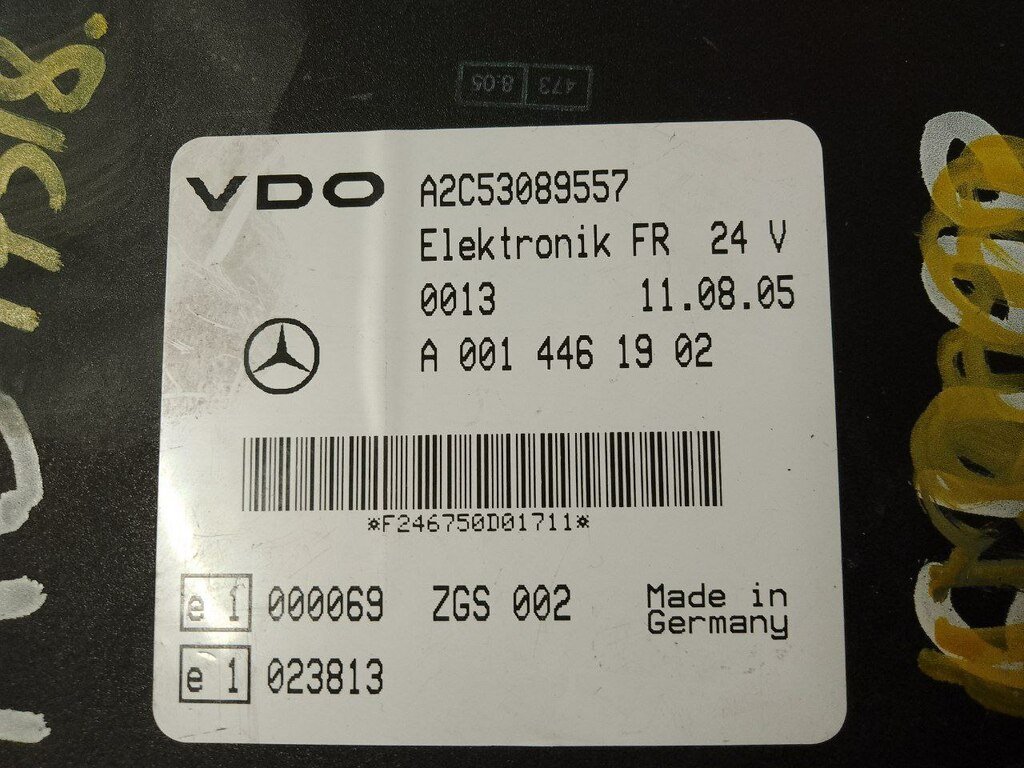 473 8.05
VDO
A2C53089557
Elektronik FR 24 V
0013 11.08.05
A 001 446 19 02
*F246750D01711*
e 1 000069 ZGS 002 Made in
Germany
e 1 023813